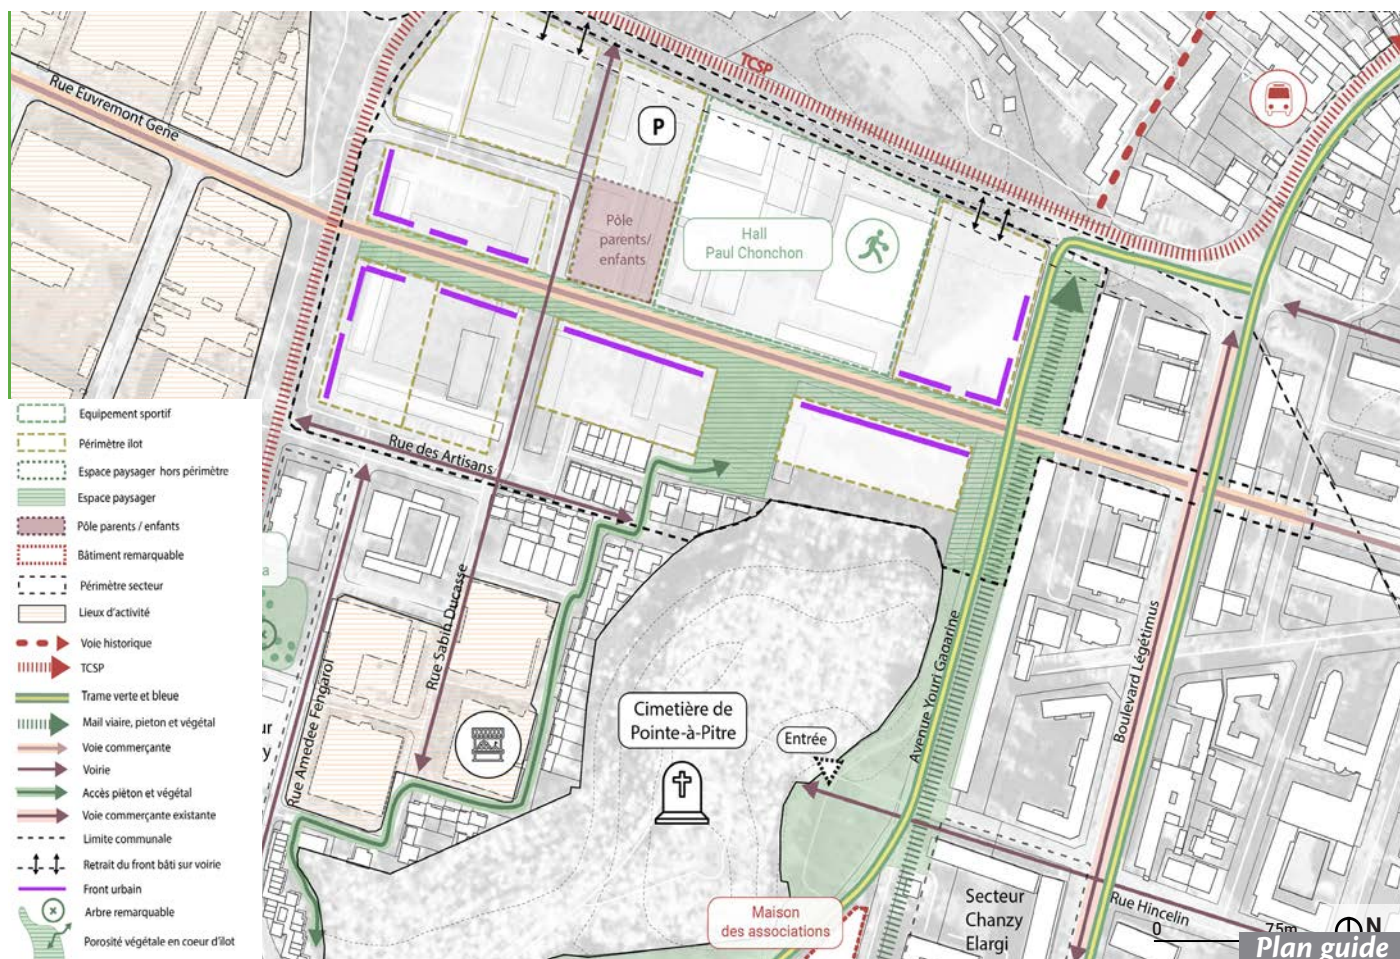 TCSP
Rue Euvremont Gene
P
Pôle
parents/
enfants
Hall
Paul Chonchon
Equipement sportif
Périmètre ilot
Espace paysager hors périmètre
Espace paysager
Pôle parents / enfants
Bâtiment remarquable
Périmètre secteur
Lieux d'activité
Voie historique
TCSP
Trame verte et bleue
Mail viaire, pieton et végétal
Voie commerçante
Voirie
Accès piéton et végétal
Voie commerçante existante
Limite communale
Retrait du front bâti sur voirie
Front urbain
Arbre remarquable
Porosité végétale en coeur d'ilot
Rue des Artisans
a
ur
y
Rue Amedee Fengarol
Rue Sabin Ducasse
Cimetière de
Pointe-à-Pitre
Entrée
Avenue Youri Gagarine
Boulevard Légétimus
Maison
des associations
Secteur
Chanzy
Elargi
Rue Hincelin
0 75m N
Plan guide